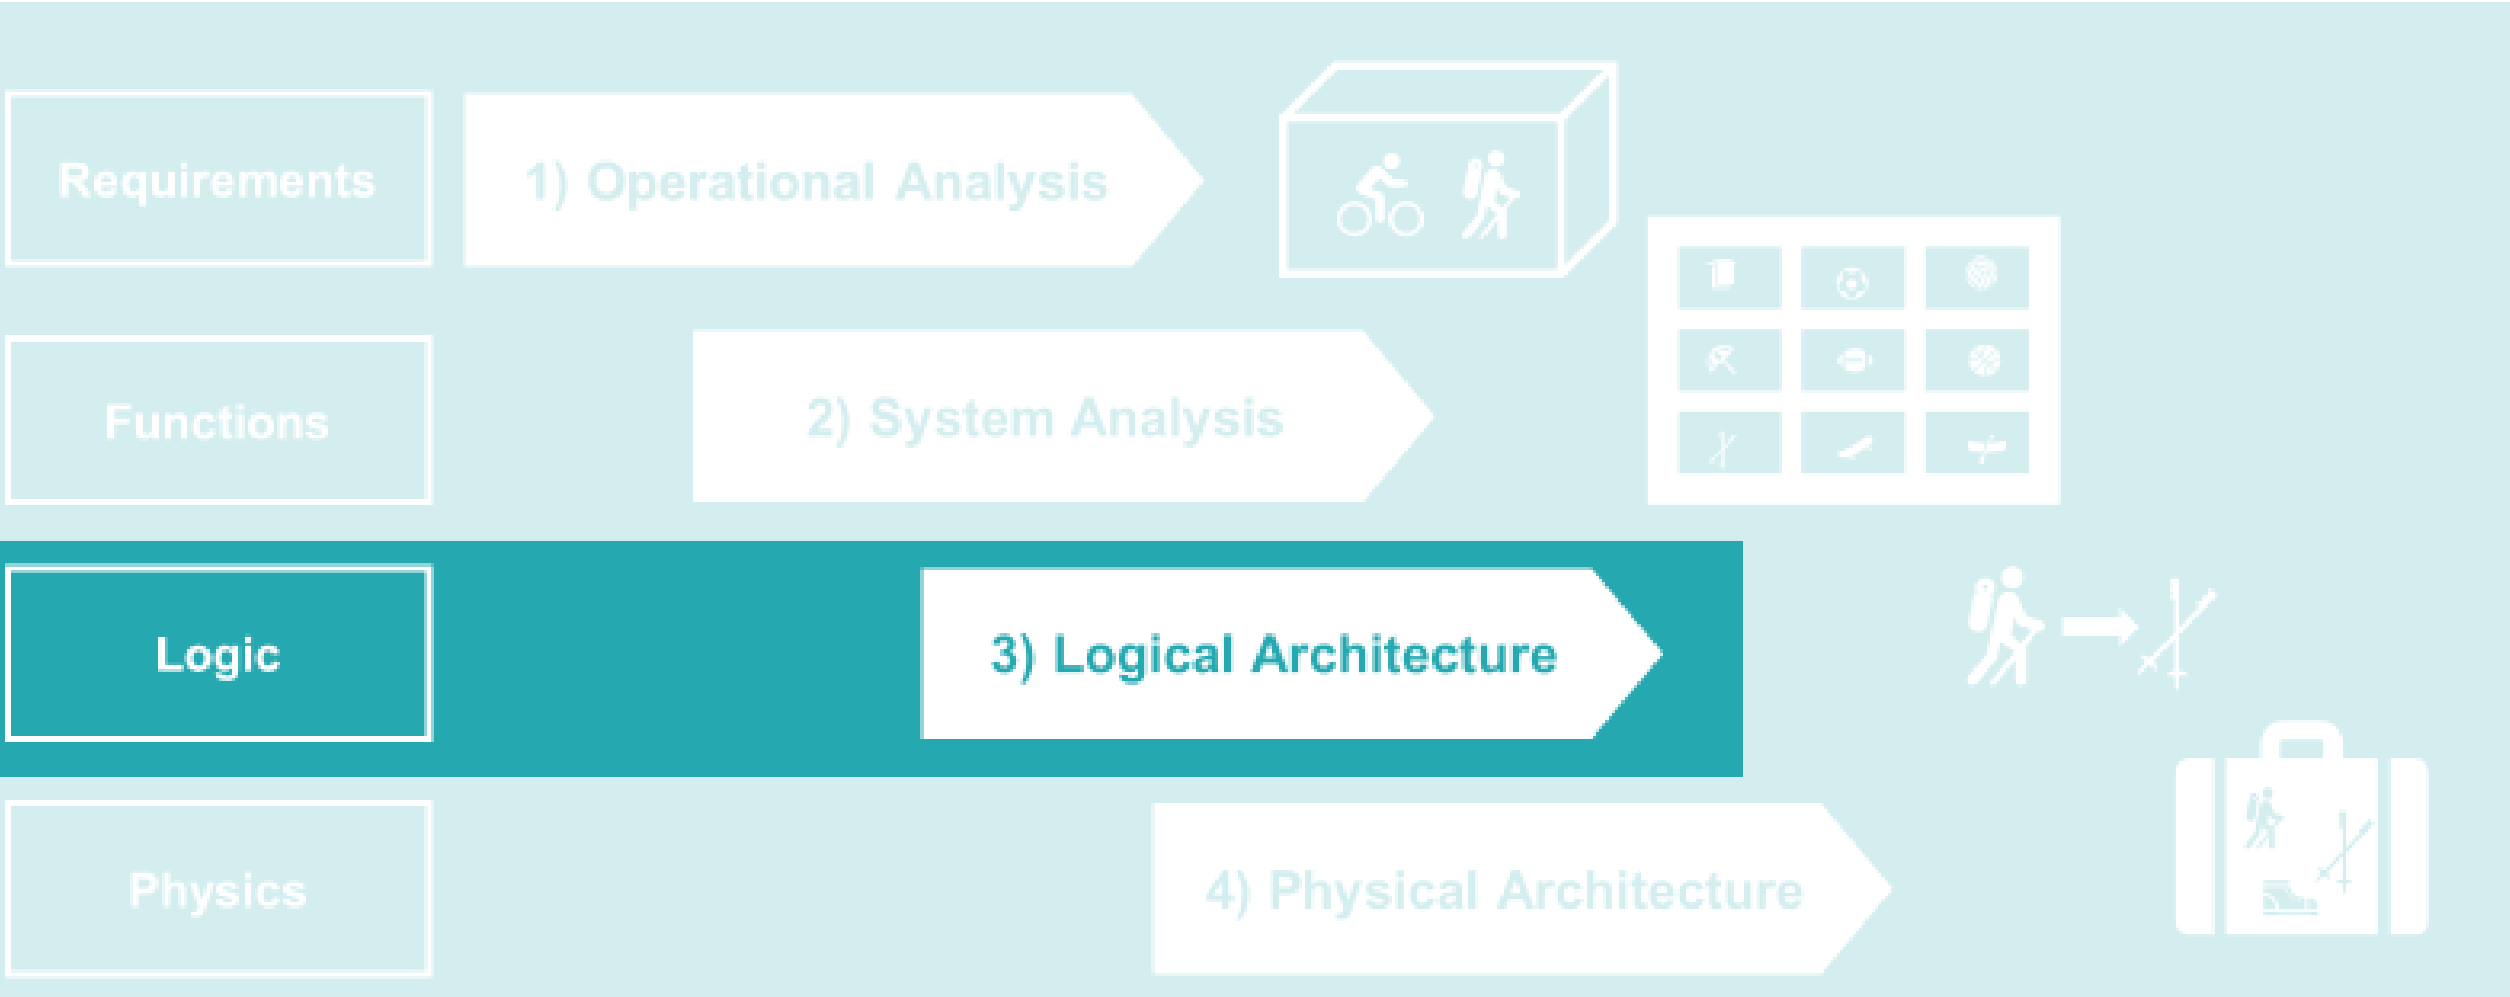 Requirements
1) Operational Analysis
Functions
2) System Analysis
Logic
3) Logical Architecture
Physics
4) Physical Architecture